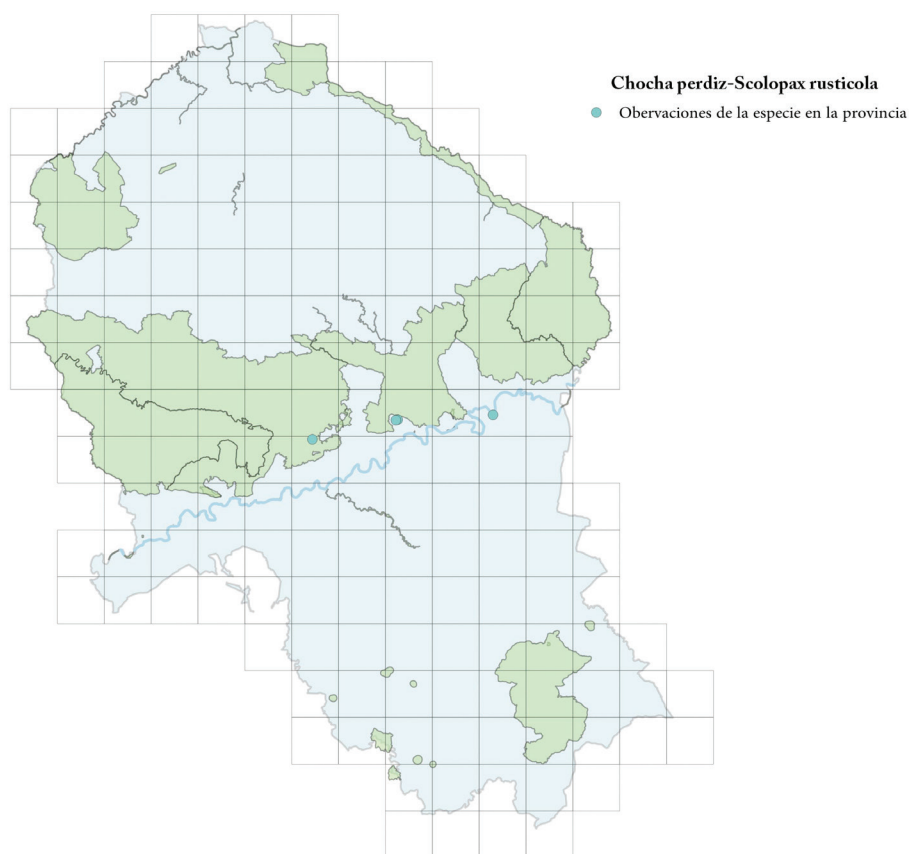 Chocha perdiz-Scolopax rusticola
Obervaciones de la especie en la provincia